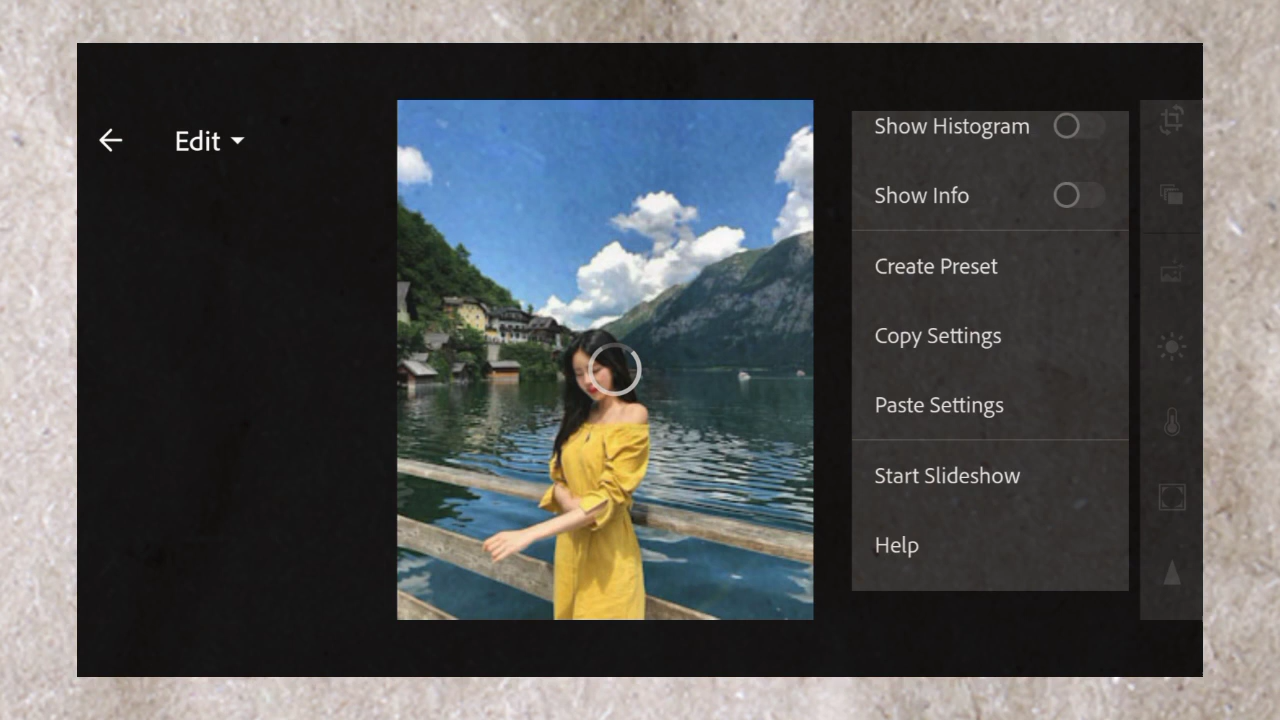 Edit
Show Histogram
Show Info
Create Preset
Copy Settings
Paste Settings
Start Slideshow
Help